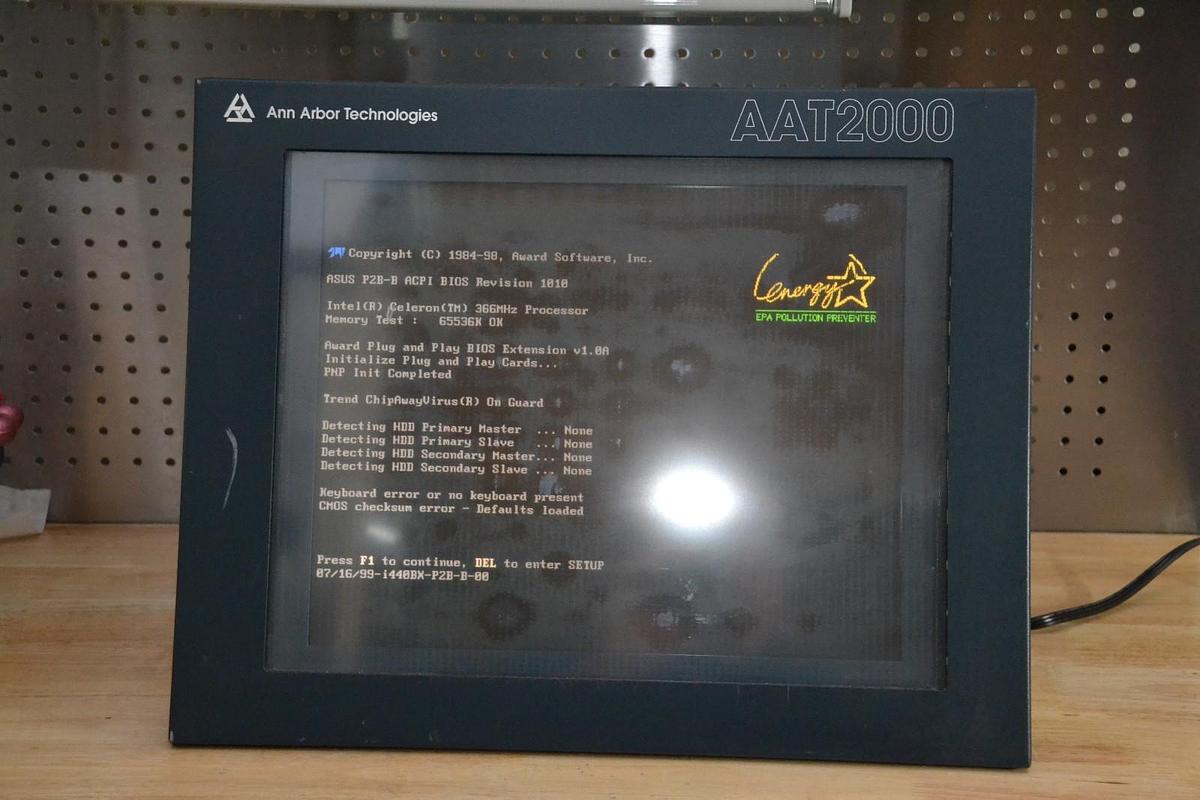 Ann Arbor Technologies
AAT2000
Copyright (C) 1984-98, Award Software, Inc.
ASUS P2B-B ACPI BIOS Revision 1010
Intel(R) Celeron(TM) 366MHz Processor
Memory Test :   65536K OK
Award Plug and Play BIOS Extension v1.0A
Initialize Plug and Play Cards...
PNP Init Completed
Trend ChipAwayVirus(R) On Guard
Detecting HDD Primary Master  ... None
Detecting HDD Primary Slave   ... None
Detecting HDD Secondary Master... None
Detecting HDD Secondary Slave ... None
Keyboard error or no keyboard present
CMOS checksum error - Defaults loaded
Press F1 to continue, DEL to enter SETUP
07/16/99-i440BX-P2B-B-00
energy
EPA POLLUTION PREVENTER